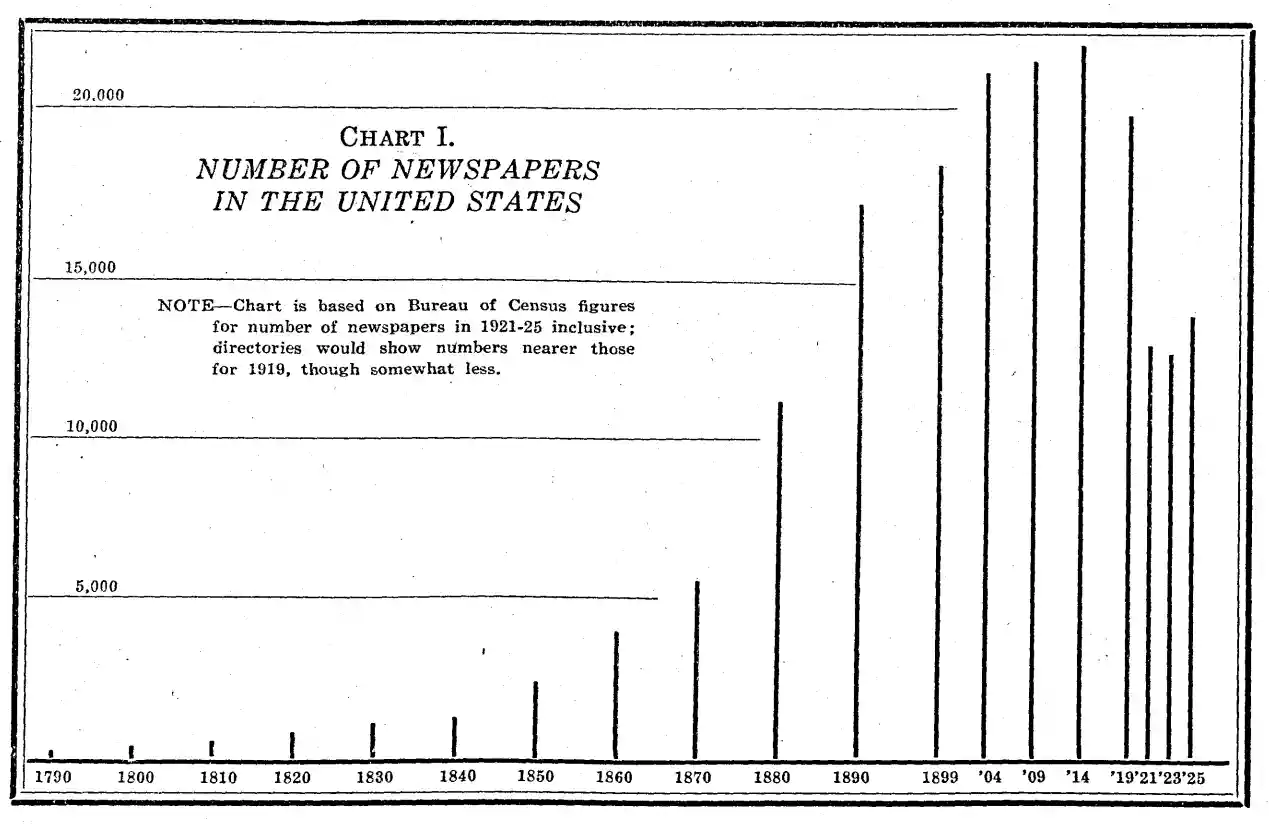 20.000
CHART I.
NUMBER OF NEWSPAPERS
IN THE UNITED STATES
15,000
NOTE—Chart is based on Bureau of Census figures
for number of newspapers in 1921-25 inclusive;
directories would show numbers nearer those
for 1919, though somewhat less.
10,000
5,000
1790 1800 1810 1820 1830 1840 1850 1860 1870 1880 1890 1899 '04 '09 '14 '19 '21 '23 '25